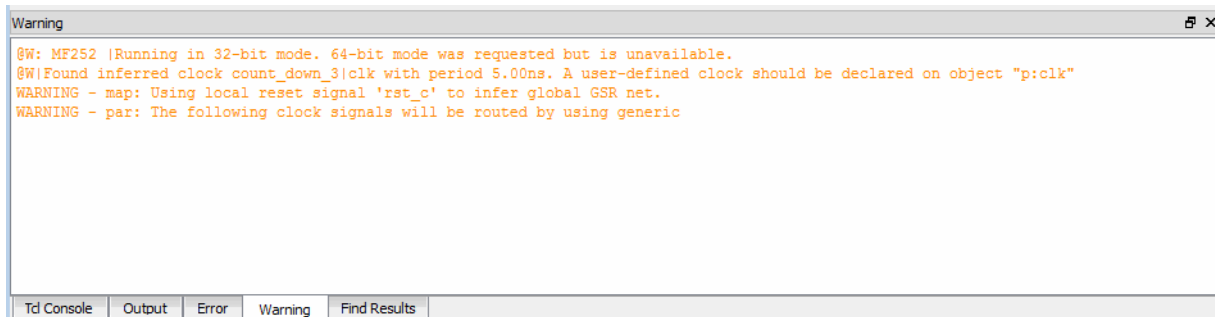 Warning
@W: MF252 |Running in 32-bit mode. 64-bit mode was requested but is unavailable.
@W|Found inferred clock count_down_3|clk with period 5.00ns. A user-defined clock should be declared on object "p:clk"
WARNING - map: Using local reset signal 'rst_c' to infer global GSR net.
WARNING - par: The following clock signals will be routed by using generic
Tcl Console Output Error Warning Find Results